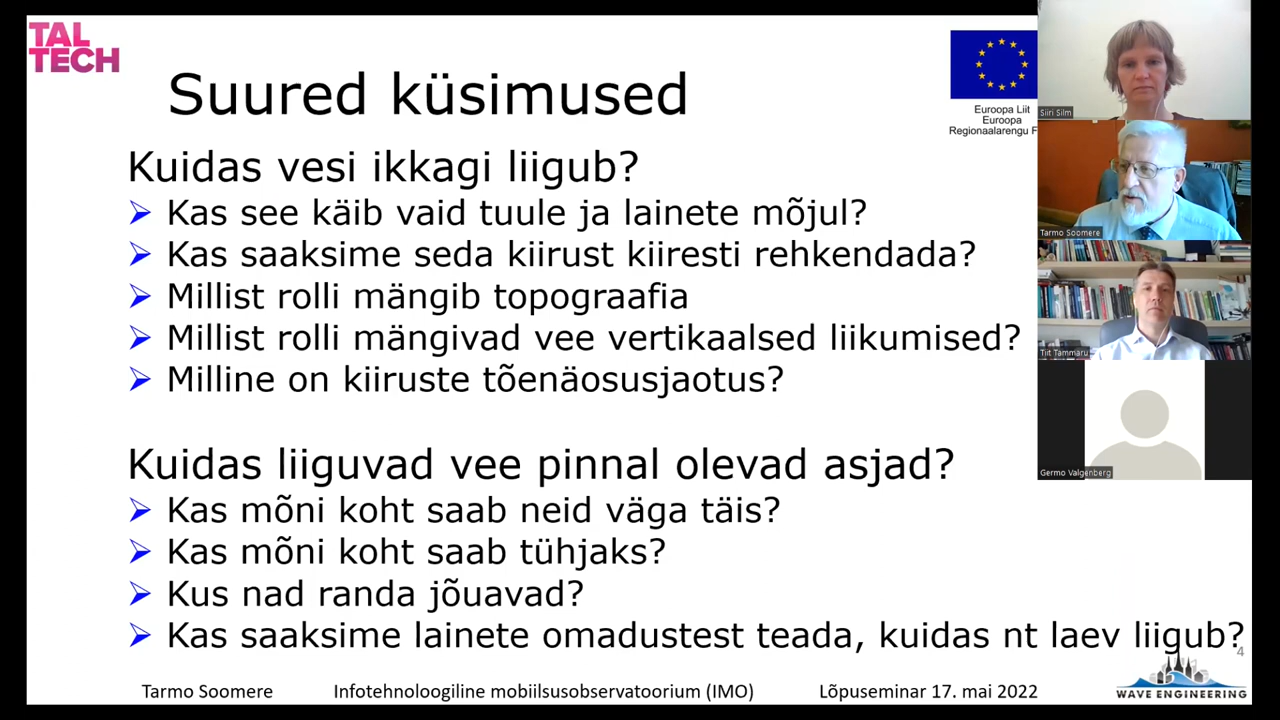 TAL
TECH
Suured küsimused
Euroopa Liit
Euroopa
Regionaalarengu F
Kuidas vesi ikkagi liigub?
Kas see käib vaid tuule ja lainete mõjul?
Kas saaksime seda kiirust kiiresti rehkendada?
Millist rolli mängib topograafia
Millist rolli mängivad vee vertikaalsed liikumised?
Milline on kiiruste tõenäosusjaotus?
Kuidas liiguvad vee pinnal olevad asjad?
Kas mõni koht saab neid väga täis?
Kas mõni koht saab tühjaks?
Kus nad randa jõuavad?
Kas saaksime lainete omadustest teada, kuidas nt laev liigub?
4
Tarmo Soomere Infotehnoloogiline mobiilsusobservatoorium (IMO) Lõpuseminar 17. mai 2022
WAVE ENGINEERING
Siiri Silm
Tarmo Soomere
Tiit Tammaru
Germo Valgenberg